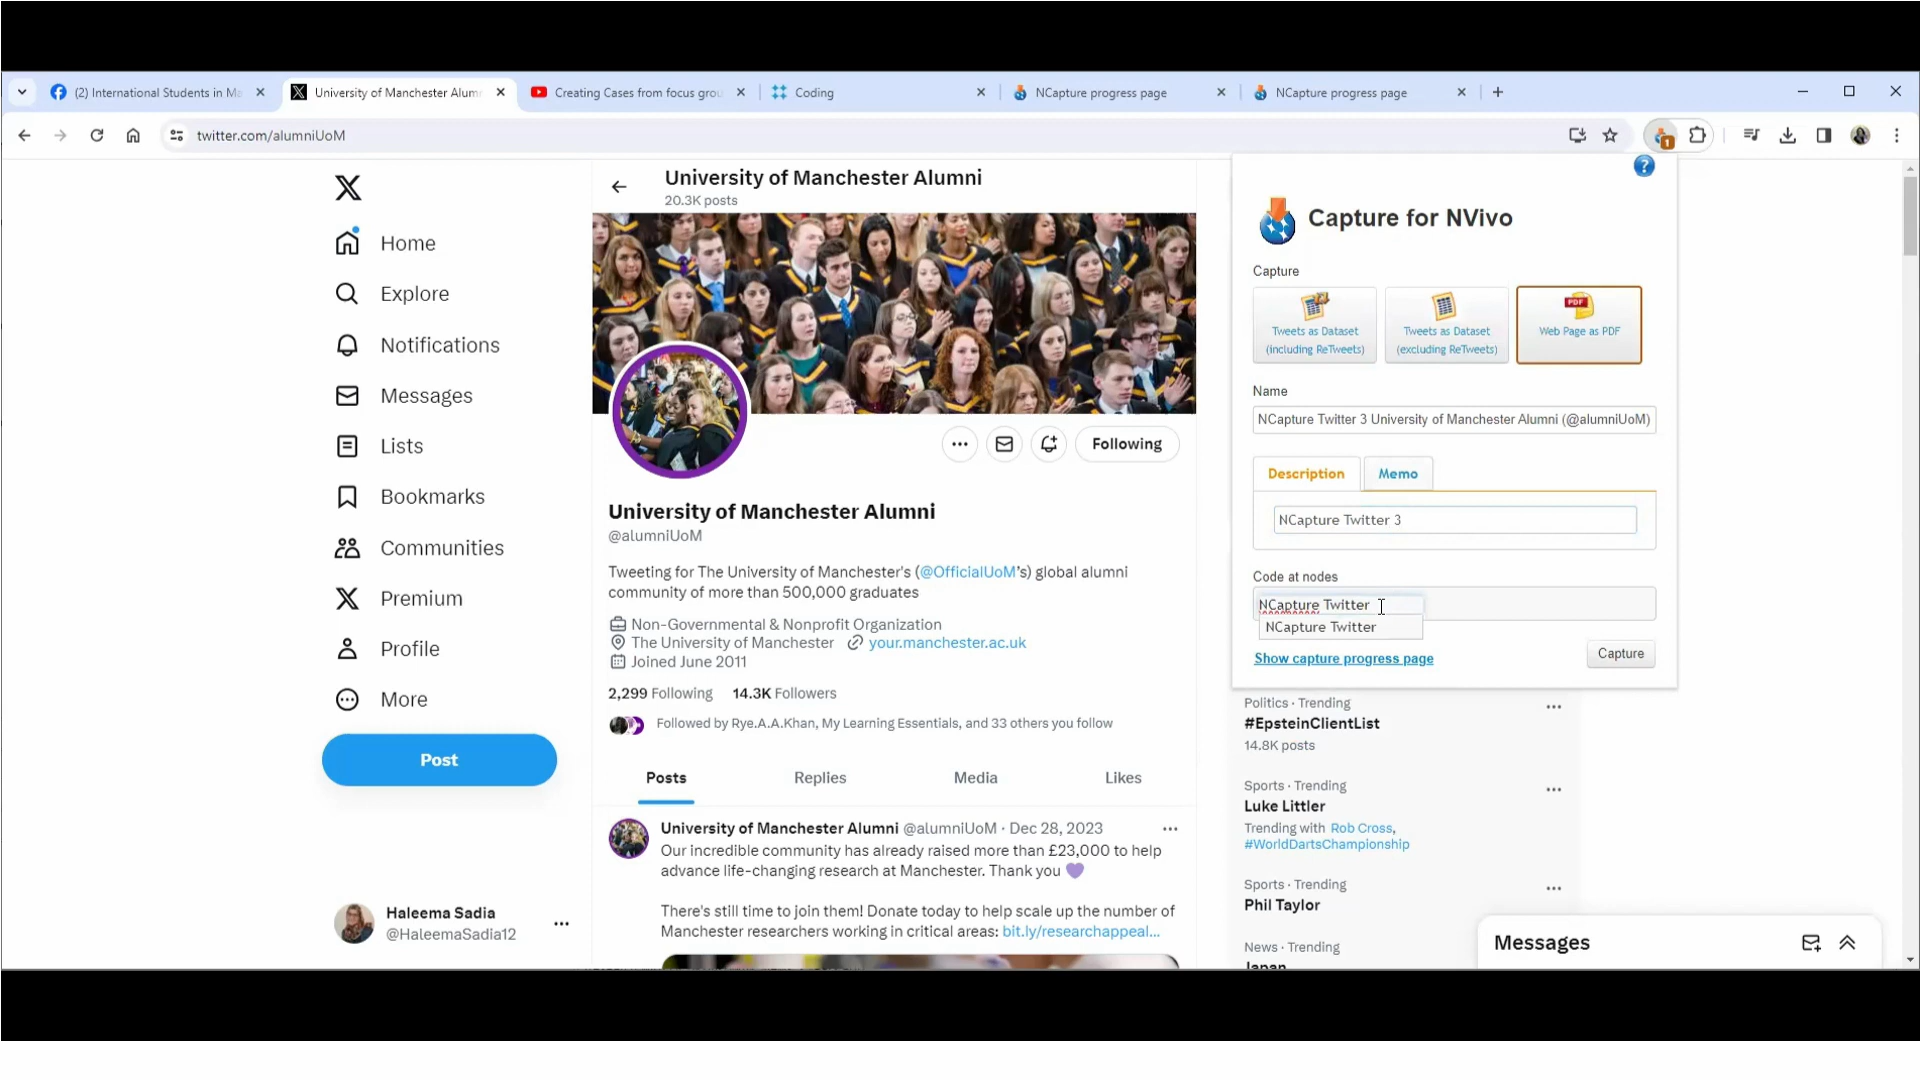 (2) International Students in Ma
University of Manchester Alum
Creating Cases from focus grou
Coding
NCapture progress page
NCapture progress page
twitter.com/alumniUoM
1
?
University of Manchester Alumni
20.3K posts
Home
Explore
Notifications
Messages
Lists
Bookmarks
Communities
Premium
Profile
More
Post
Haleema Sadia
@HaleemaSadia12
Following
University of Manchester Alumni
@alumniUoM
Tweeting for The University of Manchester's (@OfficialUoM's) global alumni
community of more than 500,000 graduates
Non-Governmental & Nonprofit Organization
The University of Manchester your.manchester.ac.uk
Joined June 2011
2,299 Following 14.3K Followers
Followed by Rye.A.A.Khan, My Learning Essentials, and 33 others you follow
Posts Replies Media Likes
University of Manchester Alumni @alumniUoM · Dec 28, 2023
Our incredible community has already raised more than £23,000 to help
advance life-changing research at Manchester. Thank you
There's still time to join them! Donate today to help scale up the number of
Manchester researchers working in critical areas: bit.ly/researchappeal...
Capture for NVivo
Capture
Tweets as Dataset
(including ReTweets)
Tweets as Dataset
(excluding ReTweets)
PDF
Web Page as PDF
Name
NCapture Twitter 3 University of Manchester Alumni (@alumniUoM)
Description
Memo
NCapture Twitter 3
Code at nodes
NCapture Twitter
NCapture Twitter
Show capture progress page
Capture
Politics · Trending
#EpsteinClientList
14.8K posts
Sports · Trending
Luke Littler
Trending with Rob Cross,
#WorldDartsChampionship
Sports · Trending
Phil Taylor
News · Trending
Japan
Messages